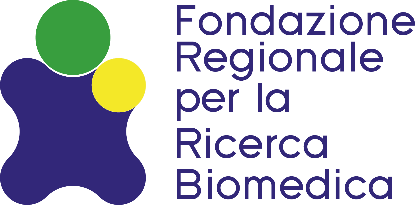 Fondazione
Regionale
per la
Ricerca
Biomedica